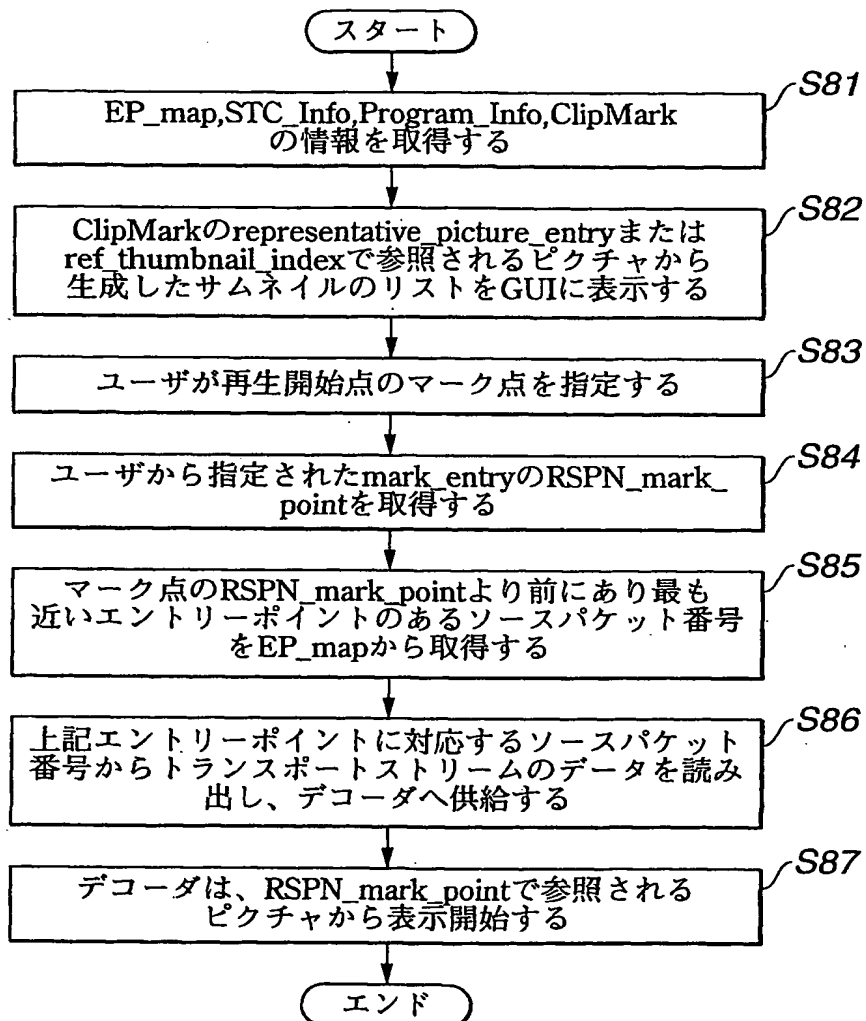 スタート
S81
EP_map,STC_Info,Program_Info,ClipMark
の情報を取得する
S82
ClipMarkのrepresentative_picture_entryまたは
ref_thumbnail_indexで参照されるピクチャから
生成したサムネイルのリストをGUIに表示する
S83
ユーザが再生開始点のマーク点を指定する
S84
ユーザから指定されたmark_entryのRSPN_mark_
pointを取得する
S85
マーク点のRSPN_mark_pointより前にあり最も
近いエントリーポイントのあるソースパケット番号
をEP_mapから取得する
S86
上記エントリーポイントに対応するソースパケット
番号からトランスポートストリームのデータを読み
出し、デコーダへ供給する
S87
デコーダは、RSPN_mark_pointで参照される
ピクチャから表示開始する
エンド